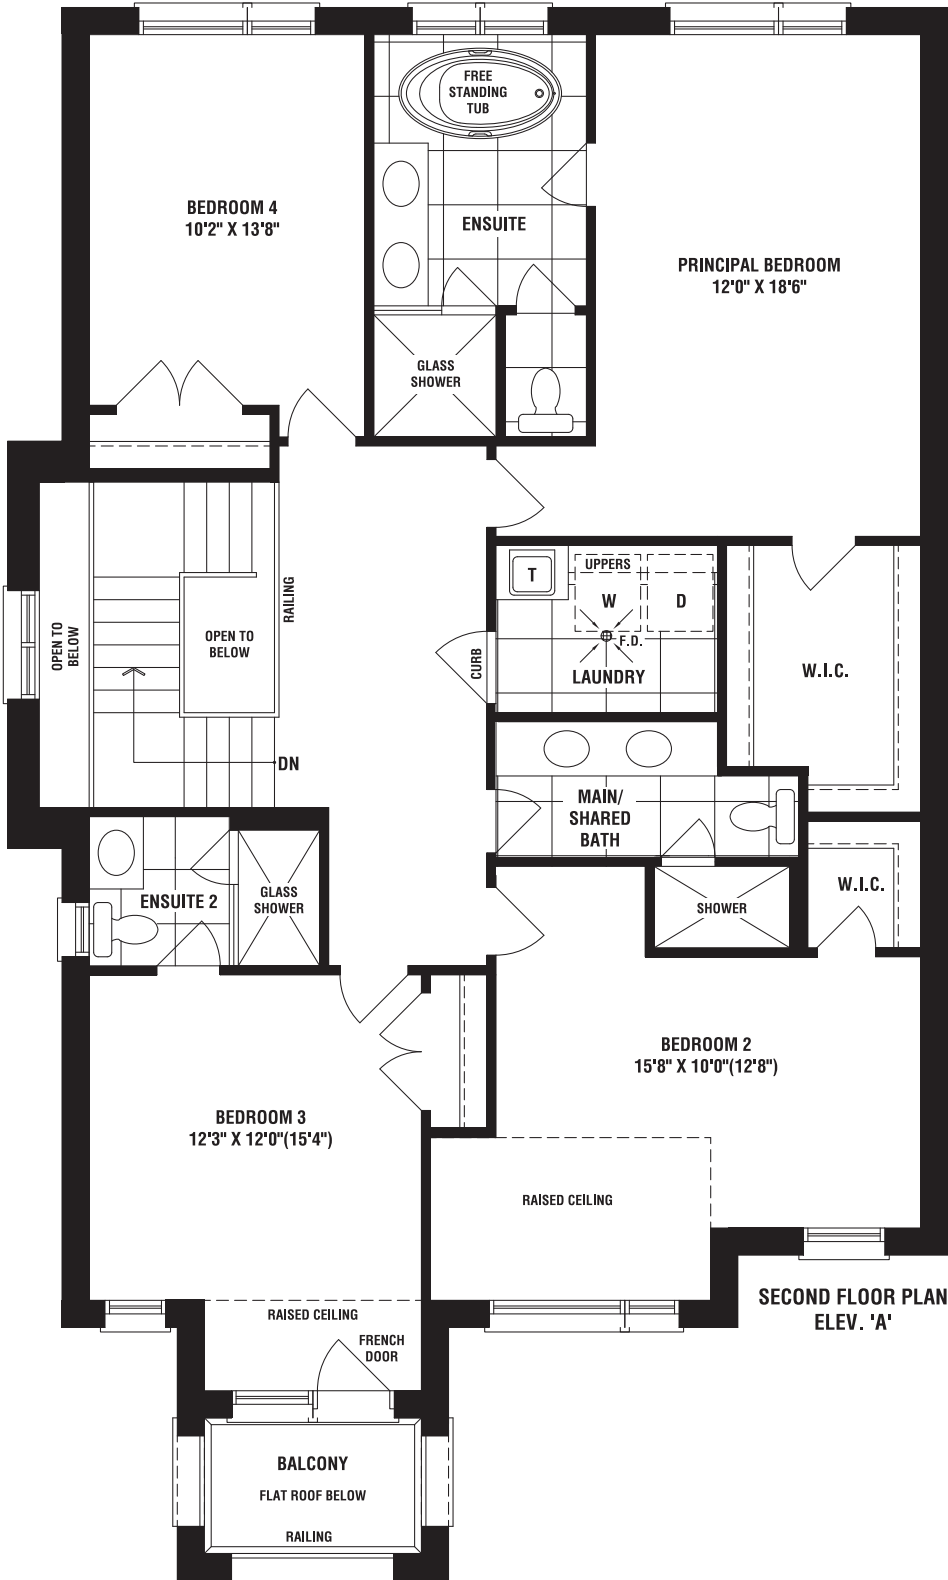 FREE
STANDING
TUB
BEDROOM 4
10'2" X 13'8"
ENSUITE
PRINCIPAL BEDROOM
12'0" X 18'6"
GLASS
SHOWER
T
UPPERS
W
D
F.D.
LAUNDRY
CURB
RAILING
OPEN TO
BELOW
OPEN TO
BELOW
W.I.C.
DN
MAIN/
SHARED
BATH
ENSUITE 2
GLASS
SHOWER
SHOWER
W.I.C.
BEDROOM 2
15'8" X 10'0"(12'8")
BEDROOM 3
12'3" X 12'0"(15'4")
RAISED CEILING
SECOND FLOOR PLAN
ELEV. 'A'
RAISED CEILING
FRENCH
DOOR
BALCONY
FLAT ROOF BELOW
RAILING